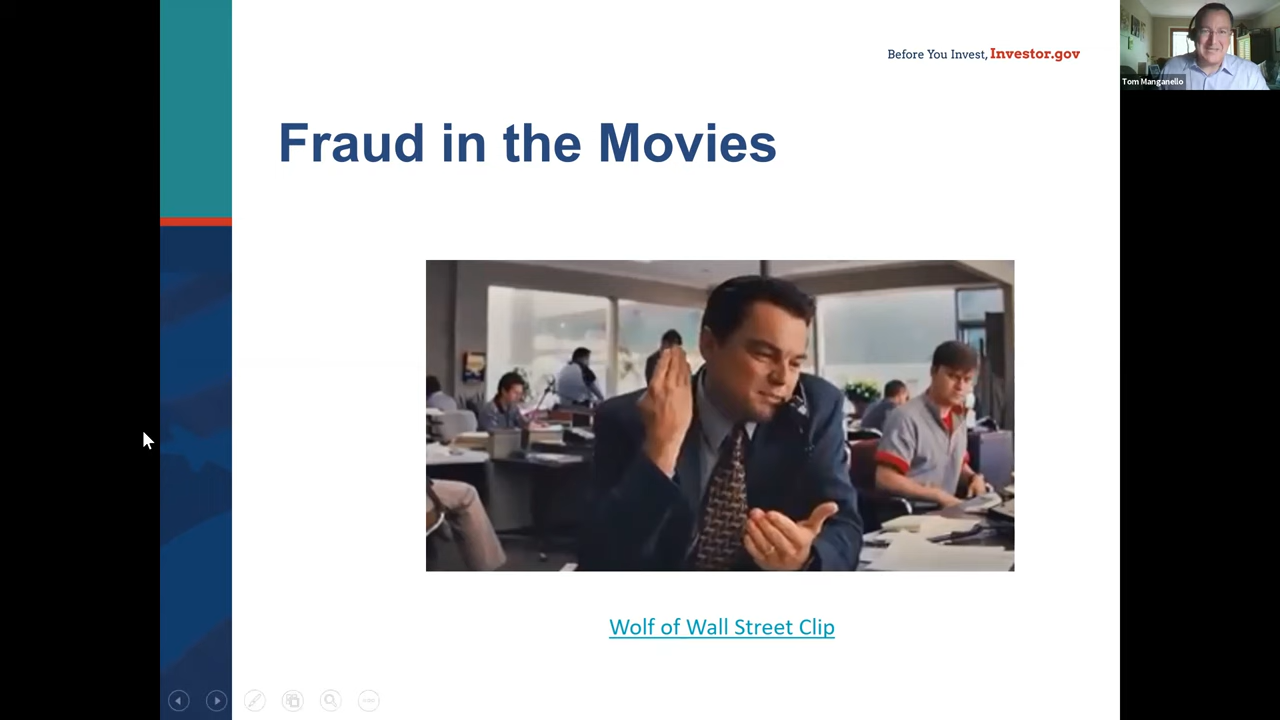 Before You Invest, Investor.gov
Tom Manganello
Fraud in the Movies
Wolf of Wall Street Clip